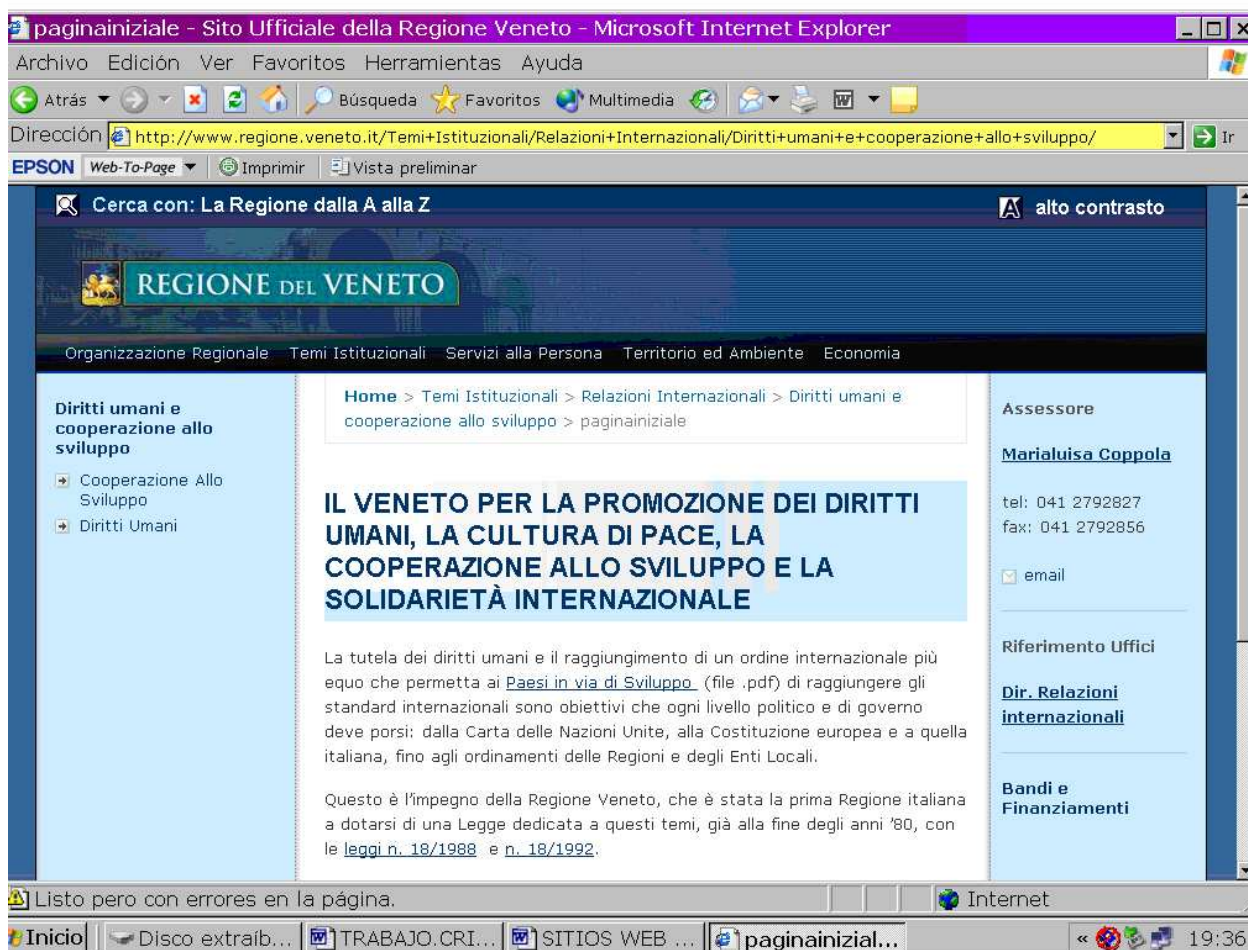 paginainiziale - Sito Ufficiale della Regione Veneto - Microsoft Internet Explorer
Archivo Edición Ver Favoritos Herramientas Ayuda
Atrás Búsqueda Favoritos Multimedia
Dirección http://www.regione.veneto.it/Temi+Istituzionali/Relazioni+Internazionali/Diritti+umani+e+cooperazione+allo+sviluppo/ Ir
EPSON Web-To-Page Imprimir Vista preliminar
Cerca con: La Regione dalla A alla Z
alto contrasto
REGIONE DEL VENETO
Organizzazione Regionale Temi Istituzionali Servizi alla Persona Territorio ed Ambiente Economia
Diritti umani e
cooperazione allo
sviluppo
Cooperazione Allo
Sviluppo
Diritti Umani
Home > Temi Istituzionali > Relazioni Internazionali > Diritti umani e
cooperazione allo sviluppo > paginainiziale
IL VENETO PER LA PROMOZIONE DEI DIRITTI
UMANI, LA CULTURA DI PACE, LA
COOPERAZIONE ALLO SVILUPPO E LA
SOLIDARIETÀ INTERNAZIONALE
La tutela dei diritti umani e il raggiungimento di un ordine internazionale più
equo che permetta ai Paesi in via di Sviluppo (file .pdf) di raggiungere gli
standard internazionali sono obiettivi che ogni livello politico e di governo
deve porsi: dalla Carta delle Nazioni Unite, alla Costituzione europea e a quella
italiana, fino agli ordinamenti delle Regioni e degli Enti Locali.
Questo è l'impegno della Regione Veneto, che è stata la prima Regione italiana
a dotarsi di una Legge dedicata a questi temi, già alla fine degli anni '80, con
le leggi n. 18/1988 e n. 18/1992.
Assessore
Marialuisa Coppola
tel: 041 2792827
fax: 041 2792856
email
Riferimento Uffici
Dir. Relazioni
internazionali
Bandi e
Finanziamenti
Listo pero con errores en la página.
Internet
Inicio Disco extraíb... TRABAJO.CRI... SITIOS WEB ... paginainizial... « 19:36